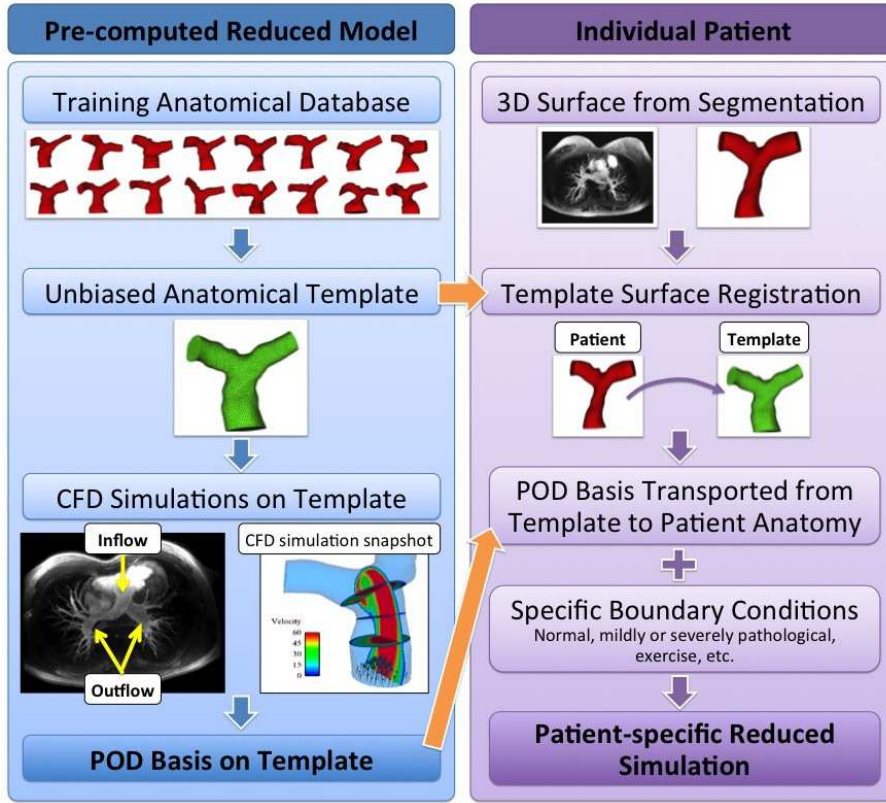 Pre-computed Reduced Model
Training Anatomical Database
Unbiased Anatomical Template
CFD Simulations on Template
Inflow
Outflow
CFD simulation snapshot
Velocity
60
45
30
15
0
POD Basis on Template
Individual Patient
3D Surface from Segmentation
Template Surface Registration
Patient
Template
POD Basis Transported from
Template to Patient Anatomy
Specific Boundary Conditions
Normal, mildly or severely pathological,
exercise, etc.
Patient-specific Reduced
Simulation